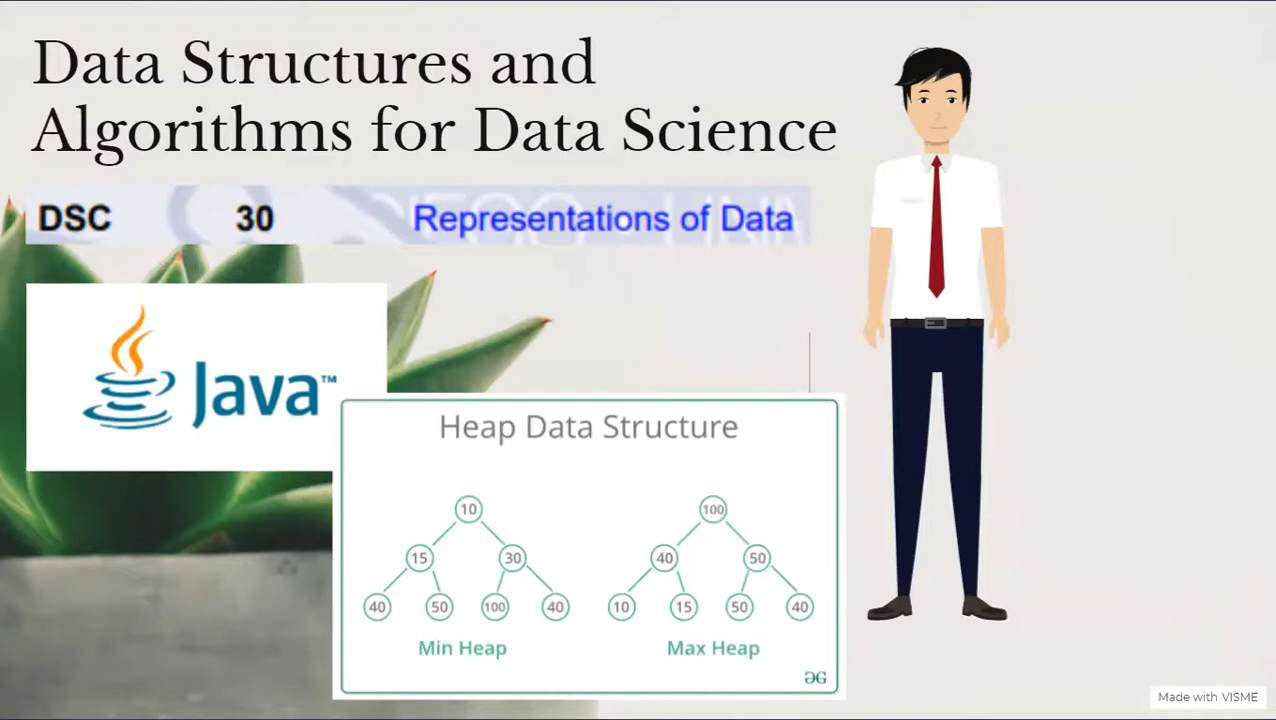 Data Structures and
Algorithms for Data Science
DSC 30 Representations of Data
Java™
Heap Data Structure
10 100
15 30 40 50
40 50 100 40 10 15 50 40
Min Heap Max Heap
Made with VISME